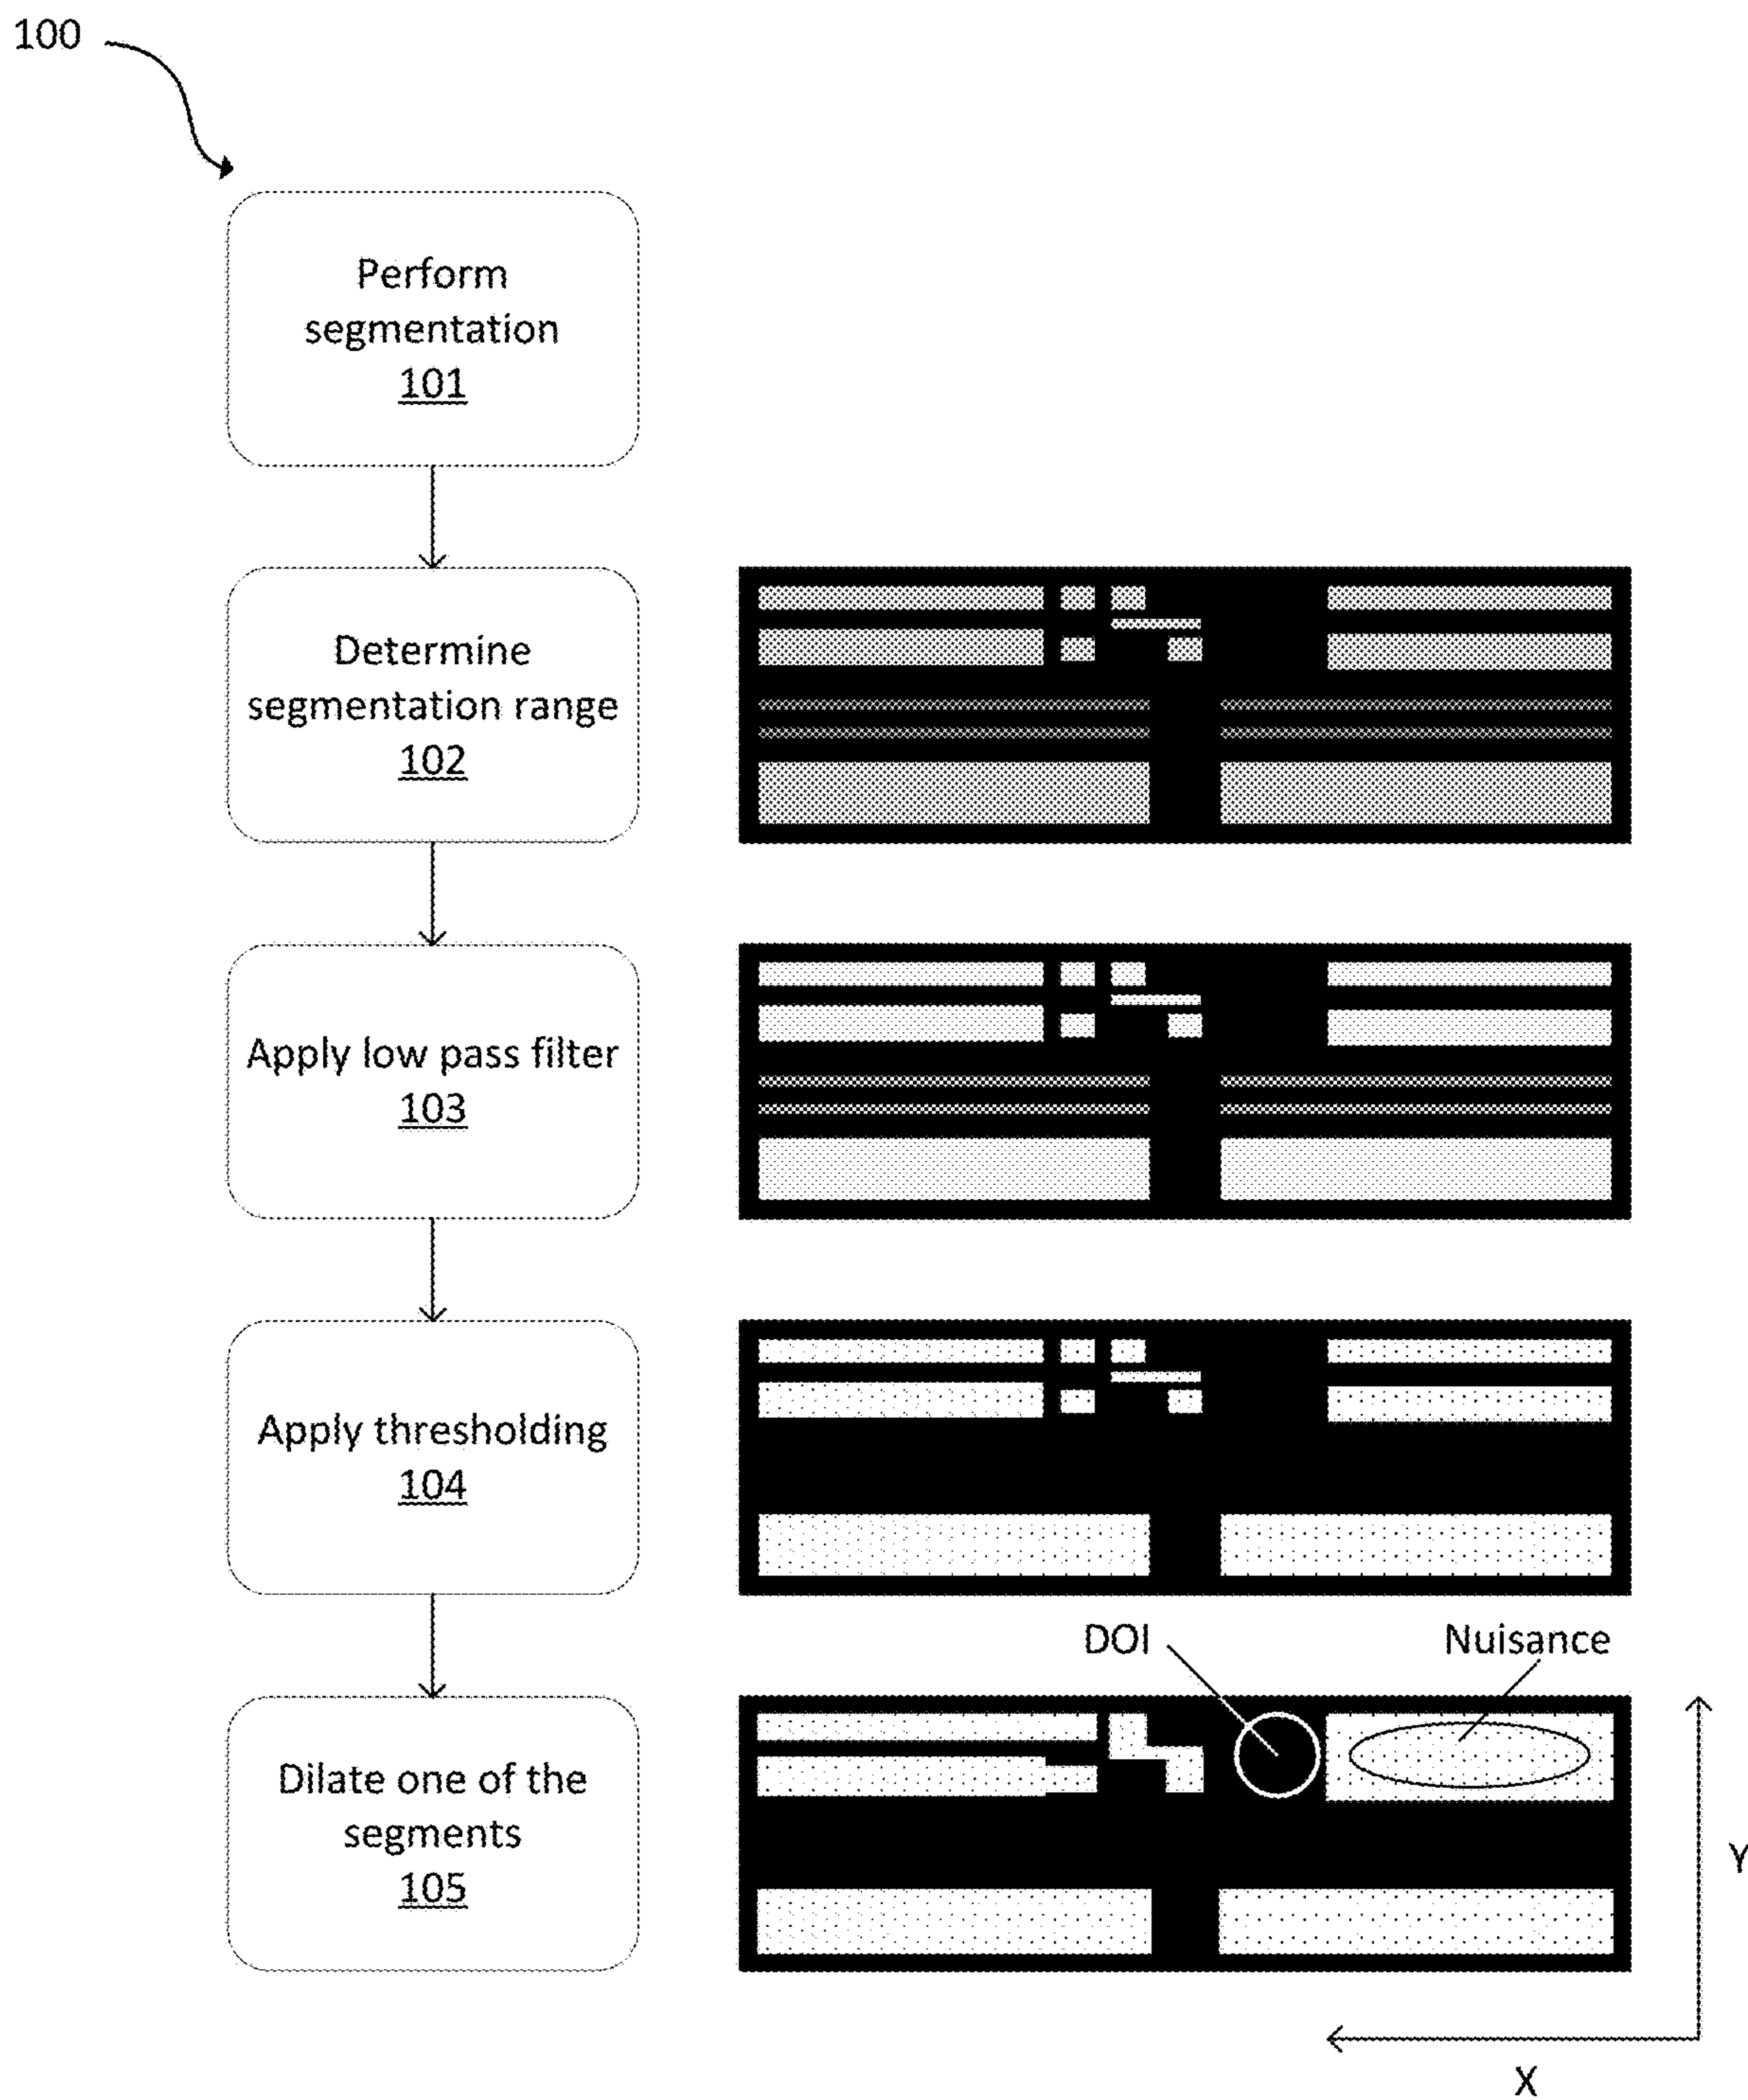 100
Perform
segmentation
101
Determine
segmentation range
102
Apply low pass filter
103
Apply thresholding
104
DOI
Nuisance
Dilate one of the
segments
105
Y
X